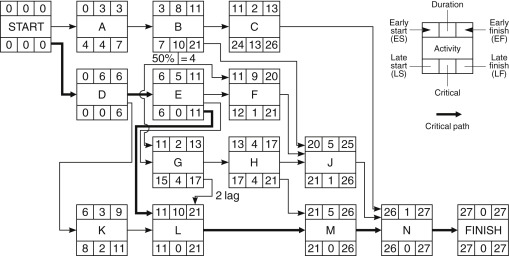 0 0 0
START
0 0 0
0 3 3
A
4 4 7
3 8 11
B
7 10 21
11 2 13
C
24 13 26
Duration
Early
start
(ES)
Early
finish
(EF)
Activity
Late
start
(LS)
Late
finish
(LF)
Critical
Critical path
50% = 4
0 6 6
D
0 0 6
6 5 11
E
6 0 11
11 9 20
F
12 1 21
11 2 13
G
15 4 17
13 4 17
H
17 4 21
20 5 25
J
21 1 26
2 lag
6 3 9
K
8 2 11
11 10 21
L
11 0 21
21 5 26
M
21 0 26
26 1 27
N
26 0 27
27 0 27
FINISH
27 0 27